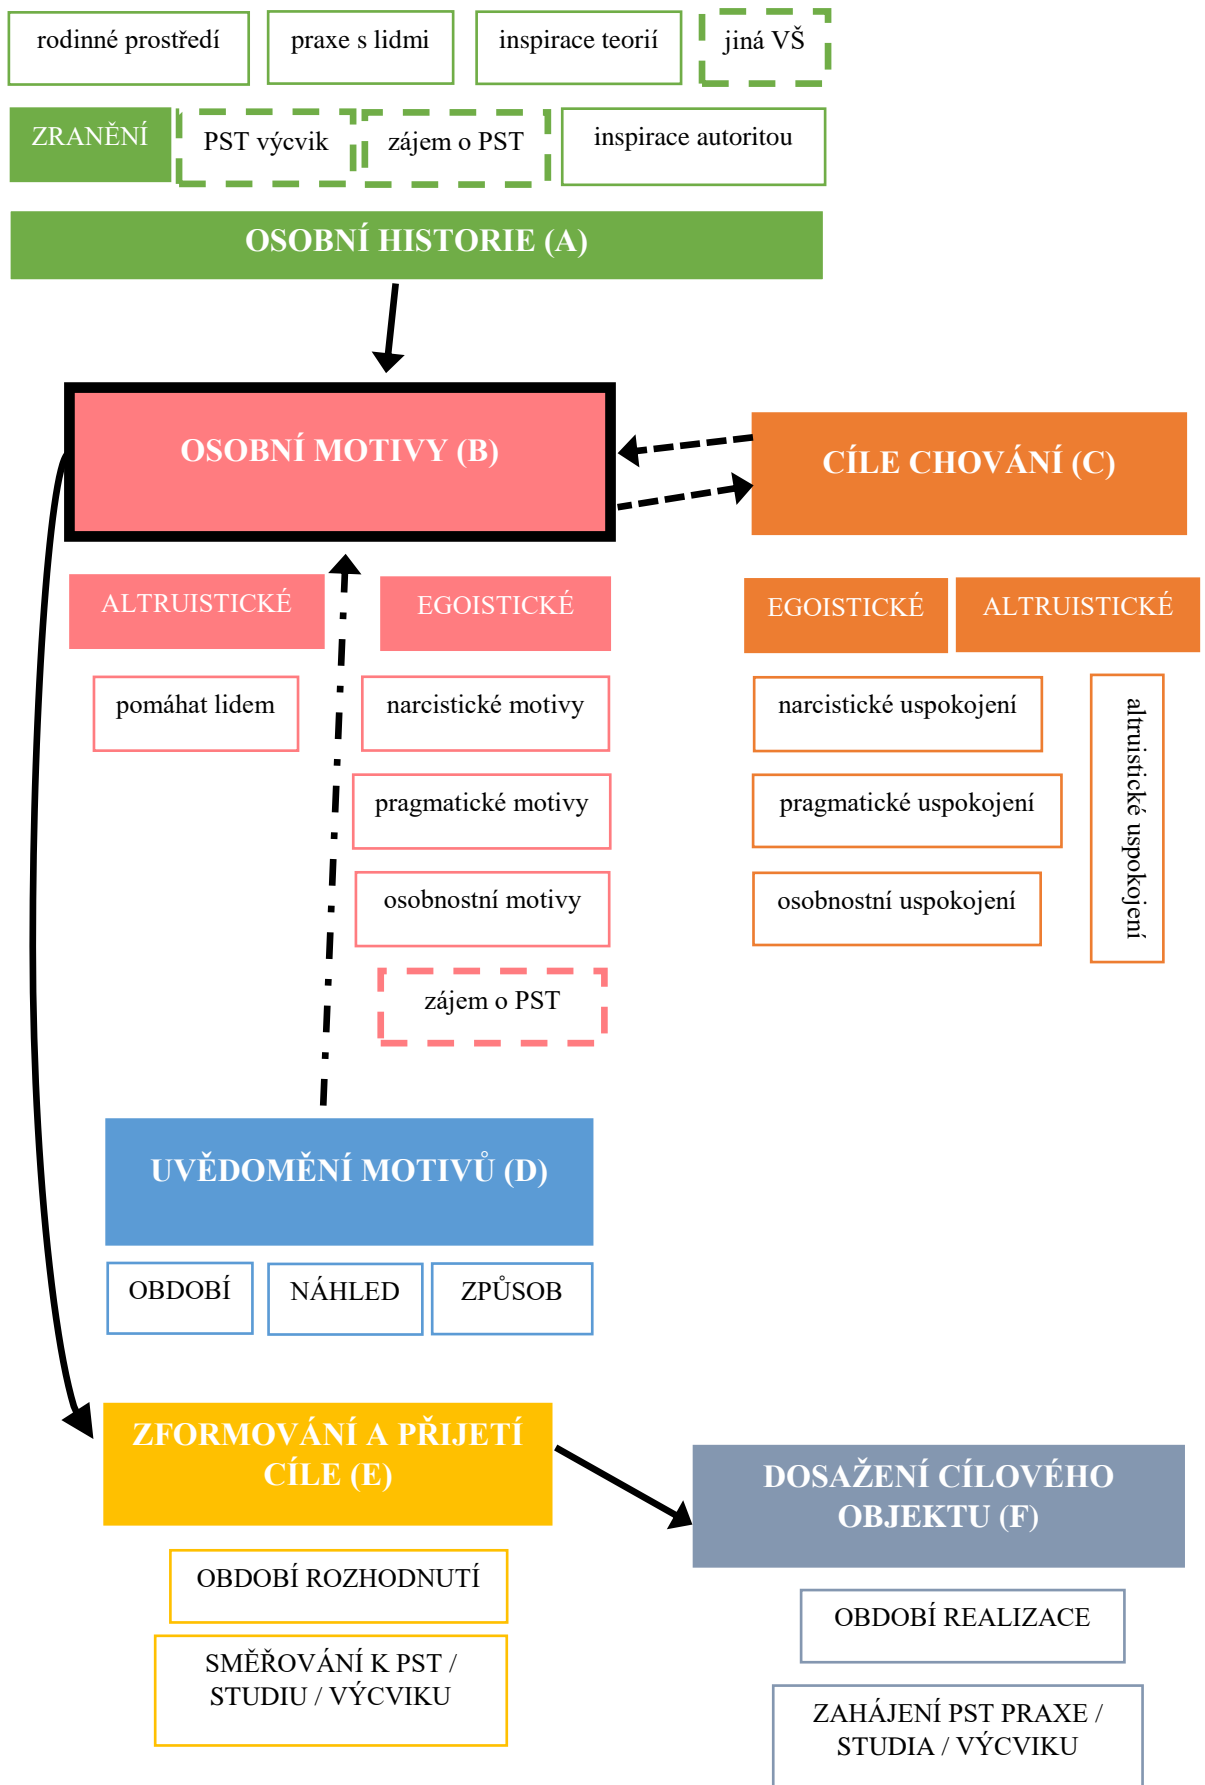 rodinné prostředí
praxe s lidmi
inspirace teorií
jiná VŠ
ZRANĚNÍ
PST výcvik
zájem o PST
inspirace autoritou
OSOBNÍ HISTORIE (A)
OSOBNÍ MOTIVY (B)
CÍLE CHOVÁNÍ (C)
ALTRUISTICKÉ
EGOISTICKÉ
EGOISTICKÉ
ALTRUISTICKÉ
pomáhat lidem
narcistické motivy
pragmatické motivy
osobnostní motivy
zájem o PST
narcistické uspokojení
pragmatické uspokojení
osobnostní uspokojení
altruistické uspokojení
UVĚDOMĚNÍ MOTIVŮ (D)
OBDOBÍ
NÁHLED
ZPŮSOB
ZFORMOVÁNÍ A PŘIJETÍ
CÍLE (E)
DOSAŽENÍ CÍLOVÉHO
OBJEKTU (F)
OBDOBÍ ROZHODNUTÍ
SMĚŘOVÁNÍ K PST /
STUDIU / VÝCVIKU
OBDOBÍ REALIZACE
ZAHÁJENÍ PST PRAXE /
STUDIA / VÝCVIKU